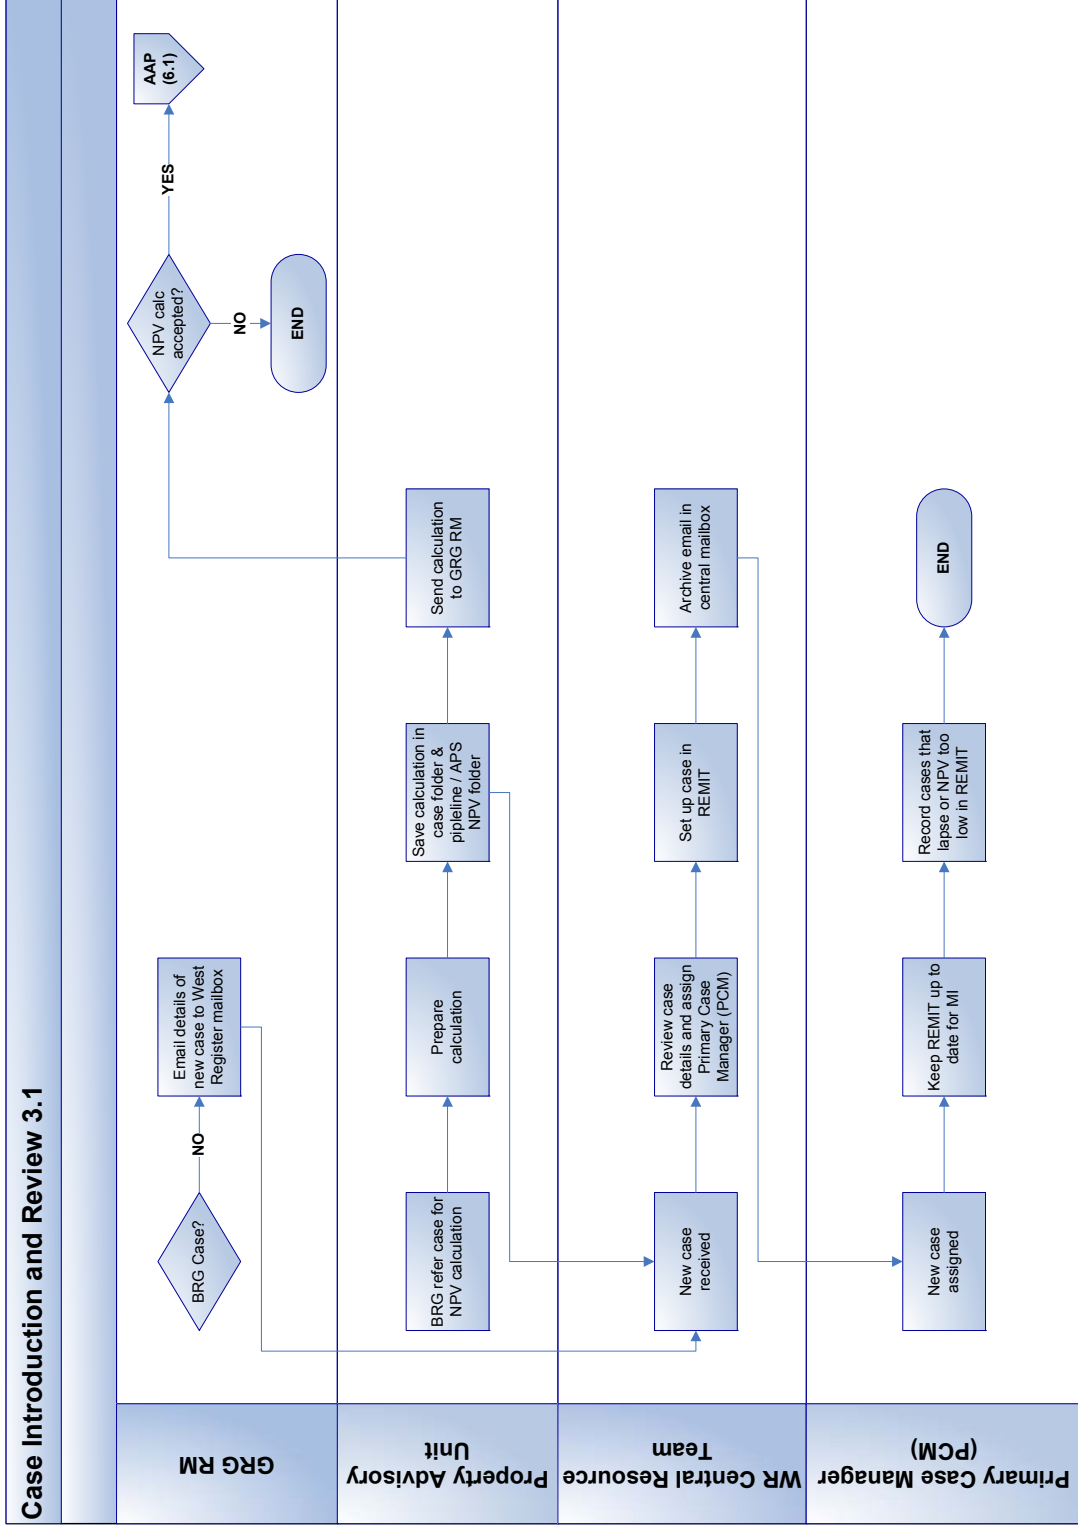 Case Introduction and Review 3.1
GRG RM
BRG Case?
NO
Email details of
new case to West
Register mailbox
NPV calc
accepted?
YES
AAP
(6.1)
NO
END
Property Advisory
Unit
BRG refer case for
NPV calculation
Prepare
calculation
Save calculation in
case folder &
pipleline / APS
NPV folder
Send calculation
to GRG RM
WR Central Resource
Team
New case
received
Review case
details and assign
Primary Case
Manager (PCM)
Set up case in
REMIT
Archive email in
central mailbox
Primary Case Manager
(PCM)
New case
assigned
Keep REMIT up to
date for MI
Record cases that
lapse or NPV too
low in REMIT
END